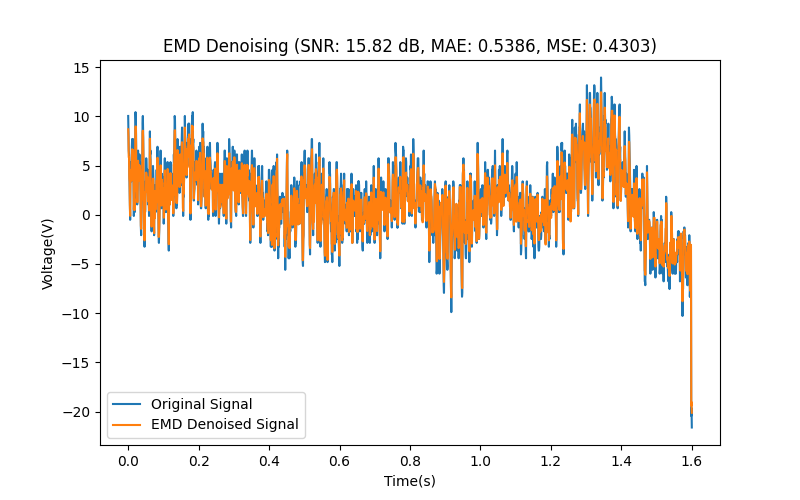 EMD Denoising (SNR: 15.82 dB, MAE: 0.5386, MSE: 0.4303)
15
10
5
0
−5
−10
−15
−20
Voltage(V)
Original Signal
EMD Denoised Signal
0.0 0.2 0.4 0.6 0.8 1.0 1.2 1.4 1.6
Time(s)